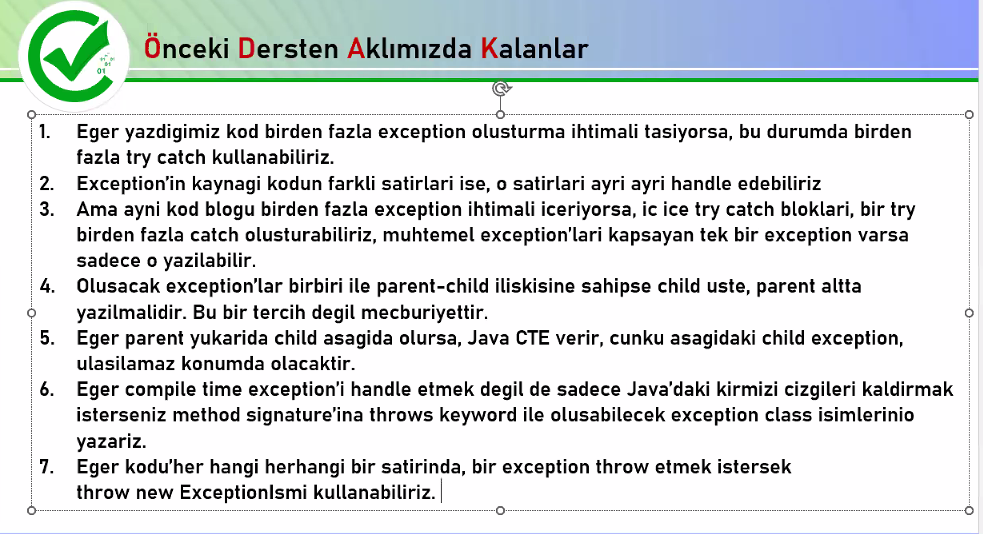 Önceki Dersten Aklımızda Kalanlar
1. Eger yazdigimiz kod birden fazla exception olusturma ihtimali tasiyorsa, bu durumda birden
fazla try catch kullanabiliriz.
2. Exception'in kaynagi kodun farkli satirlari ise, o satirlari ayri ayri handle edebiliriz
3. Ama ayni kod blogu birden fazla exception ihtimali iceriyorsa, ic ice try catch bloklari, bir try
birden fazla catch olusturabiliriz, muhtemel exception'lari kapsayan tek bir exception varsa
sadece o yazilabilir.
4. Olusacak exception'lar birbiri ile parent-child iliskisine sahipse child uste, parent altta
yazilmalidir. Bu bir tercih degil mecburiyettir.
5. Eger parent yukarida child asagida olursa, Java CTE verir, cunku asagidaki child exception,
ulasilamaz konumda olacaktir.
6. Eger compile time exception'i handle etmek degil de sadece Java'daki kirmizi cizgileri kaldirmak
isterseniz method signature'ina throws keyword ile olusabilecek exception class isimlerinio
yazariz.
7. Eger kodu'her hangi herhangi bir satirinda, bir exception throw etmek istersek
throw new ExceptionIsmi kullanabiliriz.